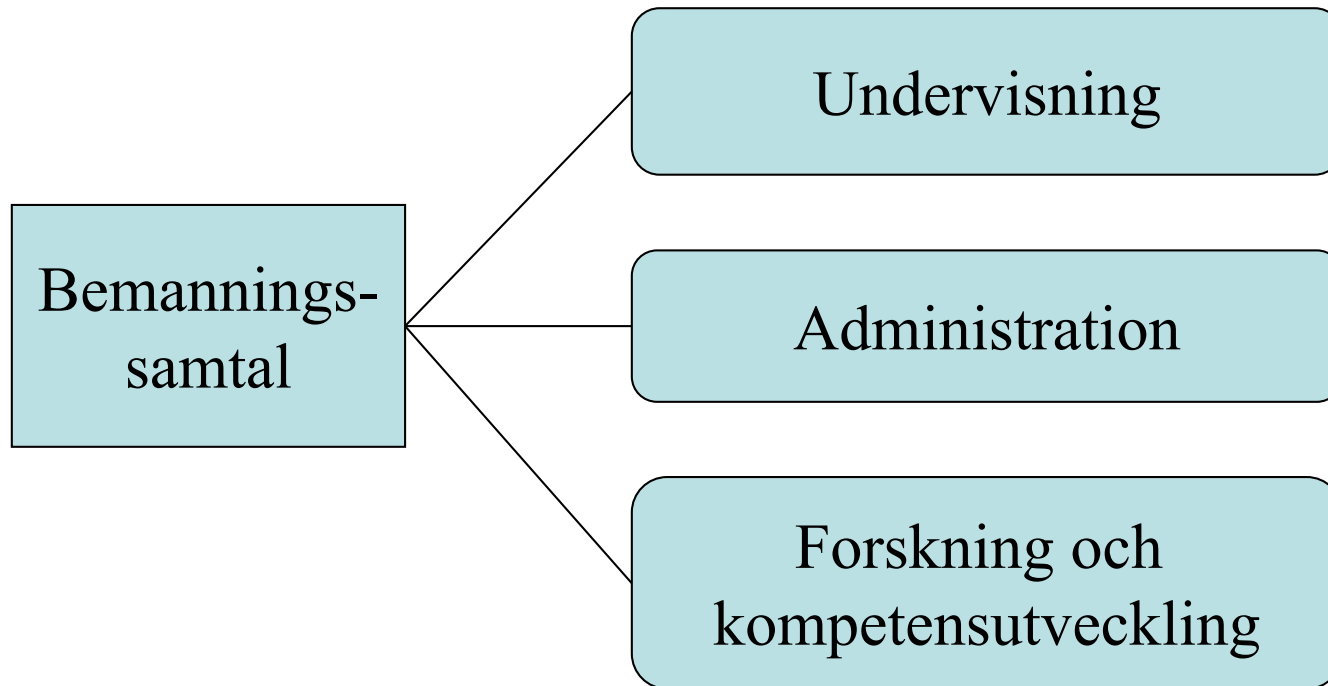 Bemannings-
samtal
Undervisning
Administration
Forskning och
kompetensutveckling